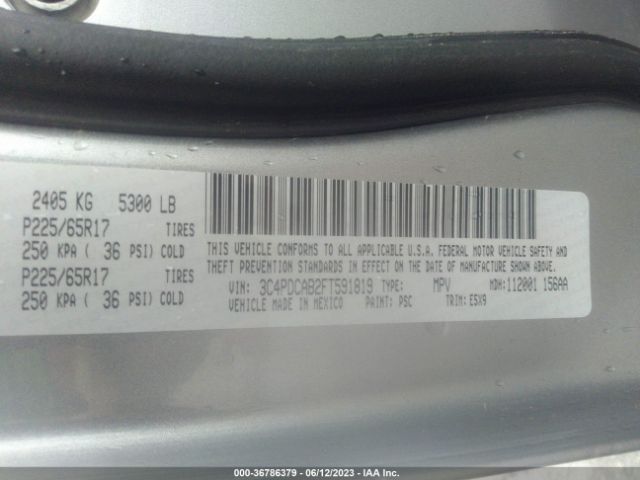 2405 KG 5300 LB
P225/65R17 TIRES
250 KPA ( 36 PSI) COLD
P225/65R17 TIRES
250 KPA ( 36 PSI) COLD
THIS VEHICLE CONFORMS TO ALL APPLICABLE U.S.A. FEDERAL MOTOR VEHICLE SAFETY AND
THEFT PREVENTION STANDARDS IN EFFECT ON THE DATE OF MANUFACTURE SHOWN ABOVE.
VIN: 3C4PDCAB2FT591819 TYPE: MPV MDH:112001 156AA
VEHICLE MADE IN MEXICO PAINT: PSC TRIM: E5X9
000-36786379 - 06/12/2023 - IAA Inc.